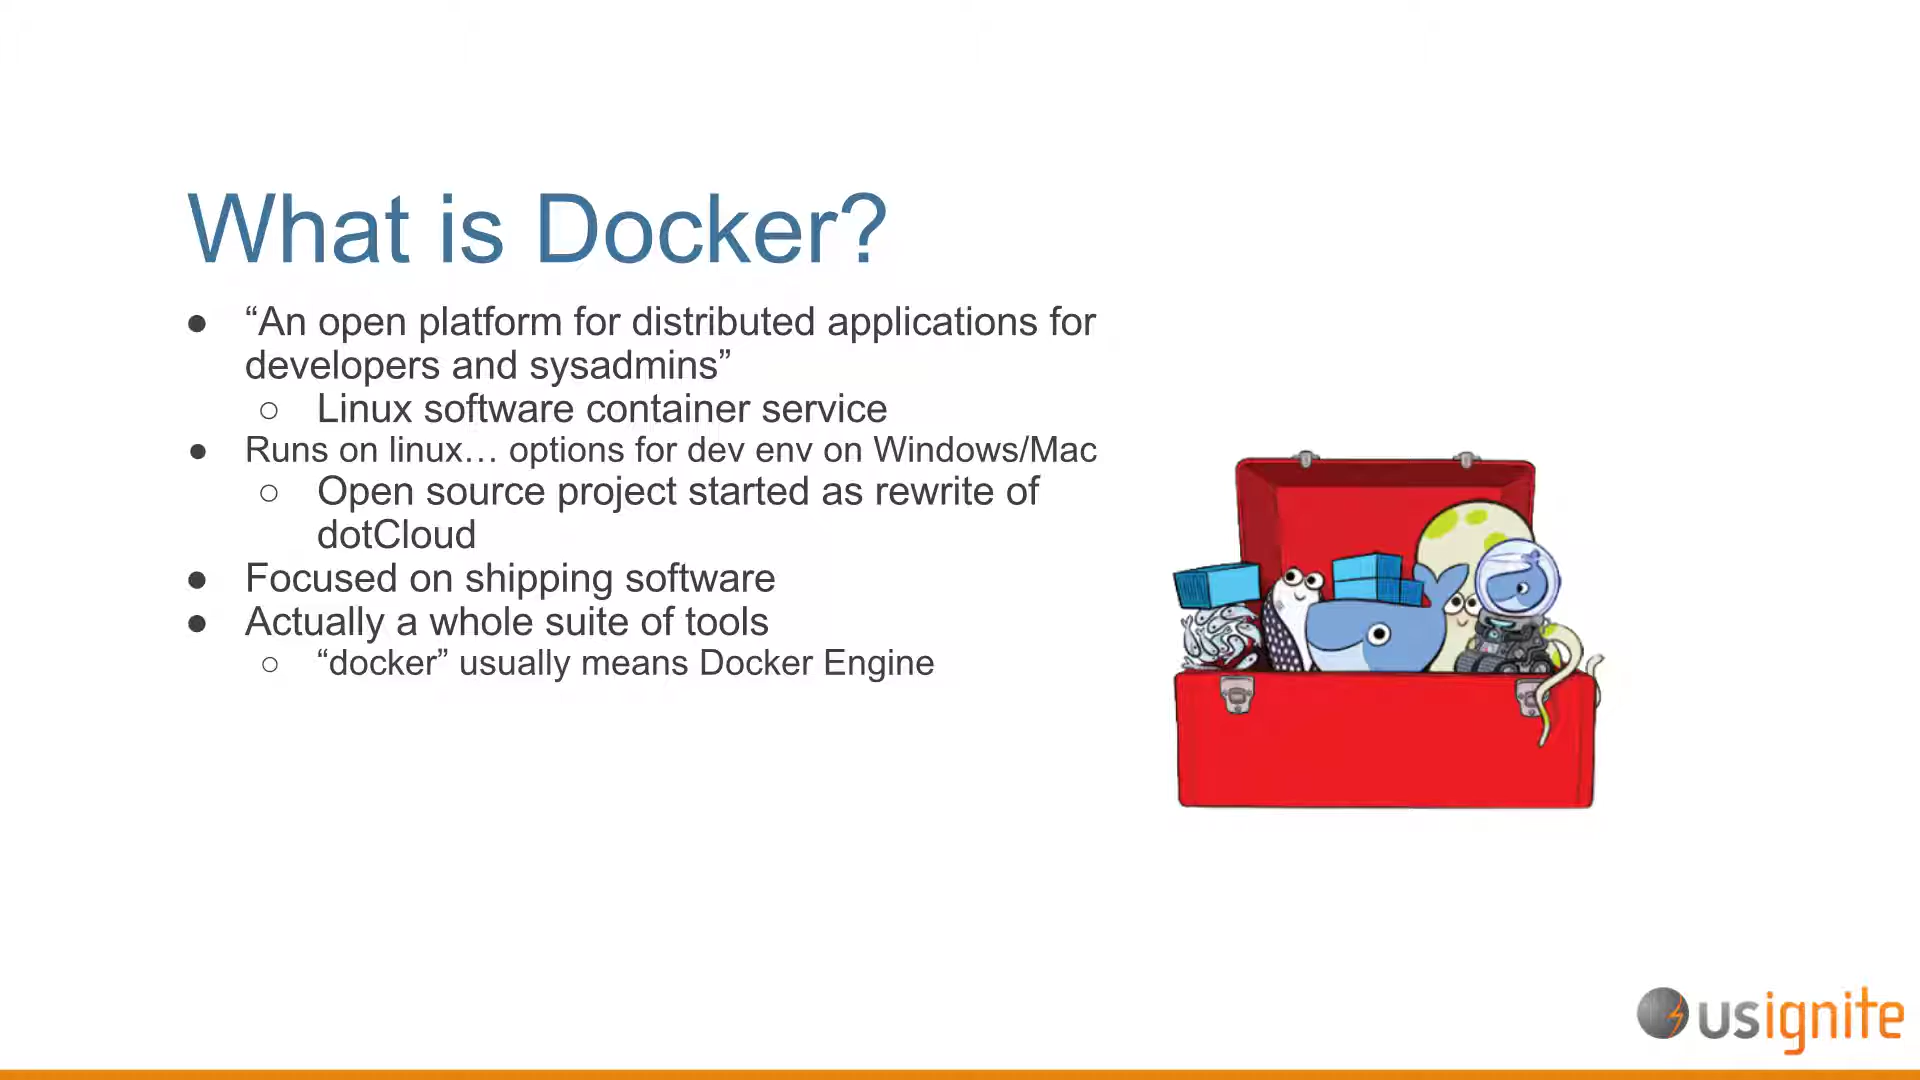 What is Docker?
● “An open platform for distributed applications for
developers and sysadmins”
○ Linux software container service
● Runs on linux… options for dev env on Windows/Mac
○ Open source project started as rewrite of
dotCloud
● Focused on shipping software
● Actually a whole suite of tools
○ “docker” usually means Docker Engine
usignite